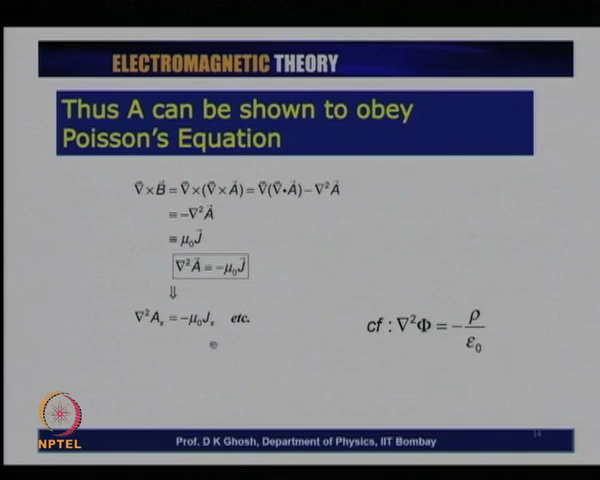 ELECTROMAGNETIC THEORY
Thus A can be shown to obey
Poisson's Equation
∇⃗×B⃗ = ∇⃗×(∇⃗×A⃗) = ∇⃗(∇⃗•A⃗) − ∇²A⃗
≡ −∇²A⃗
≡ μ₀J⃗
∇²A⃗ ≡ −μ₀J⃗
⇓
∇²Aₓ = −μ₀Jₓ etc.
cf : ∇²Φ = −ρ/ε₀
NPTEL
Prof. D K Ghosh, Department of Physics, IIT Bombay
14